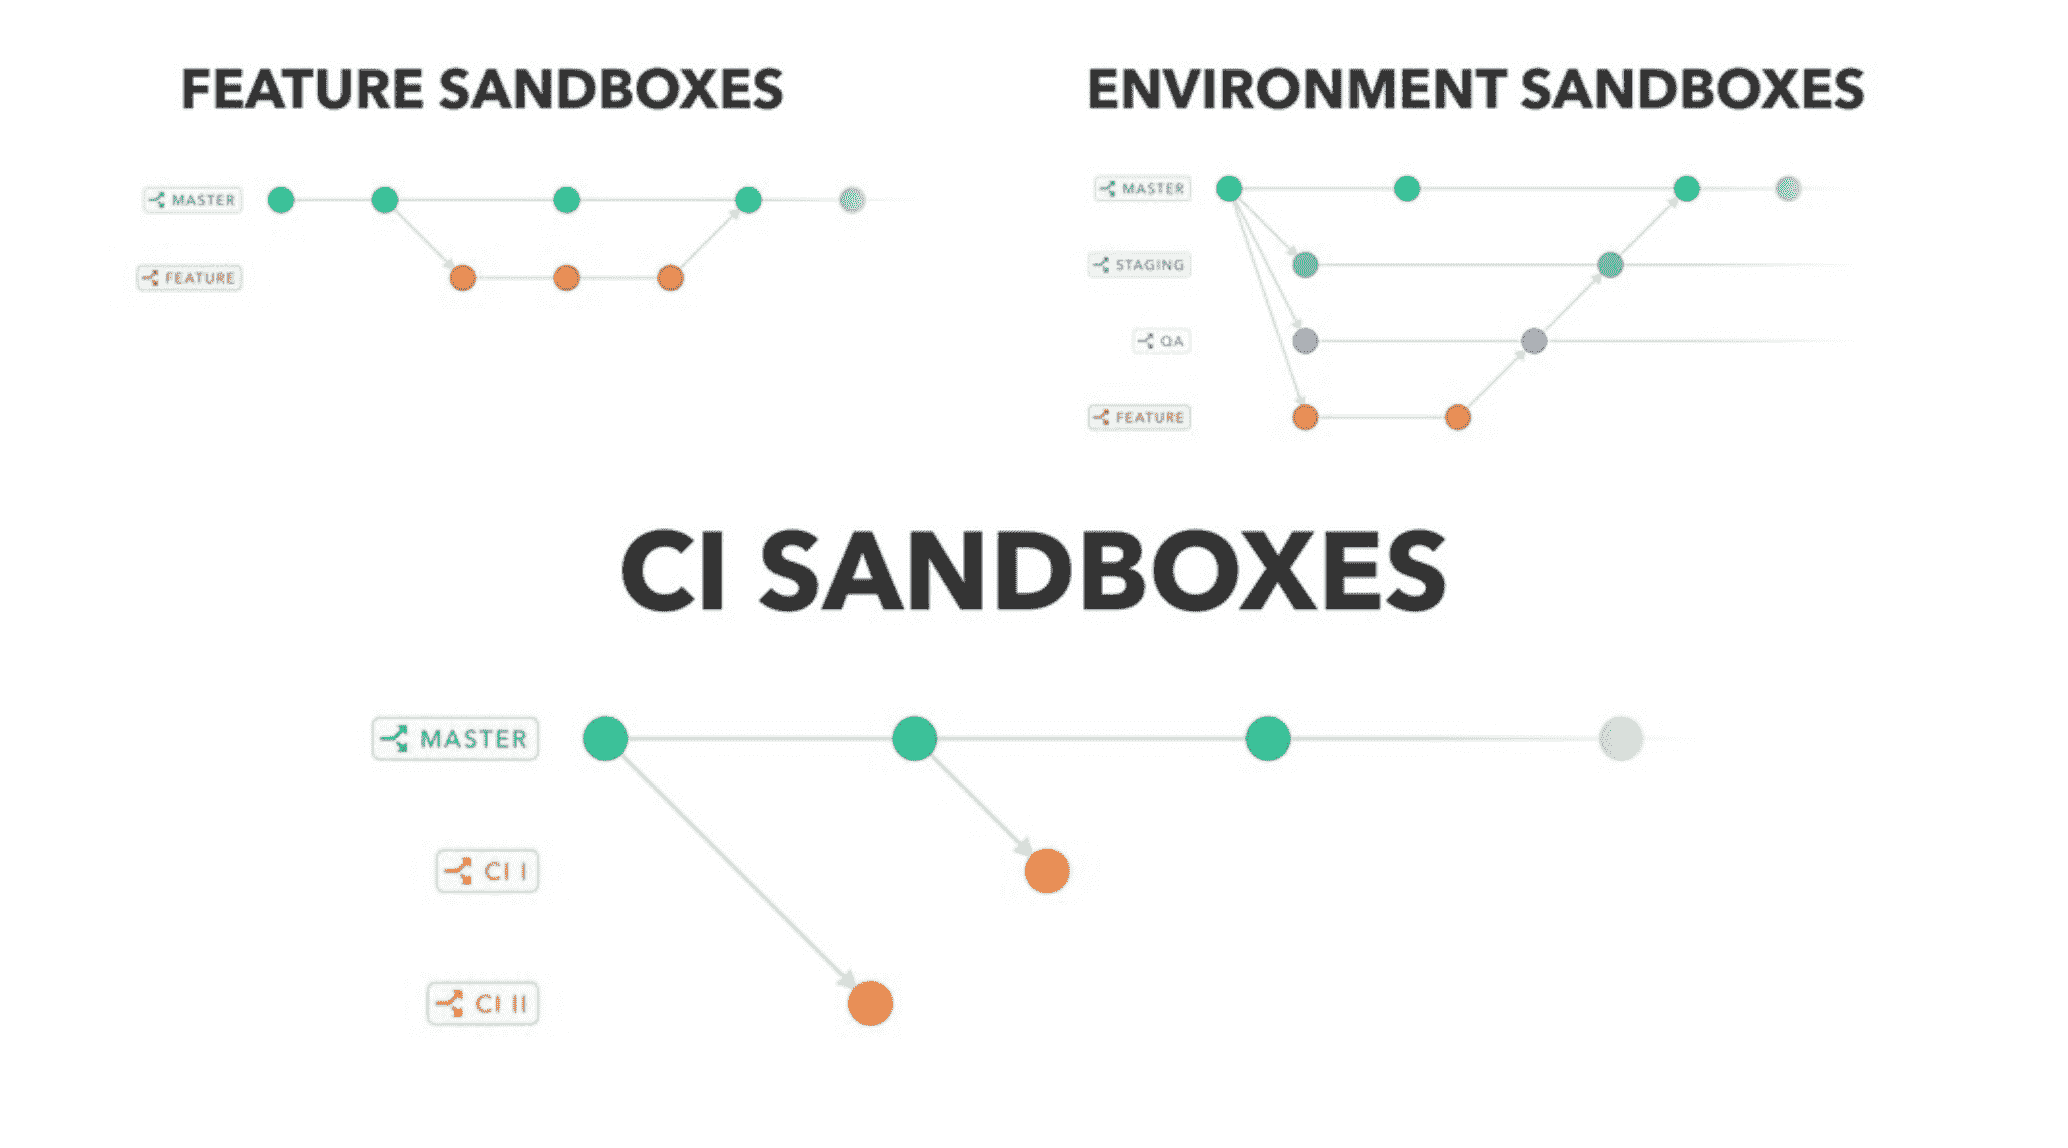 FEATURE SANDBOXES
MASTER
FEATURE
ENVIRONMENT SANDBOXES
MASTER
STAGING
QA
FEATURE
CI SANDBOXES
MASTER
CI I
CI II